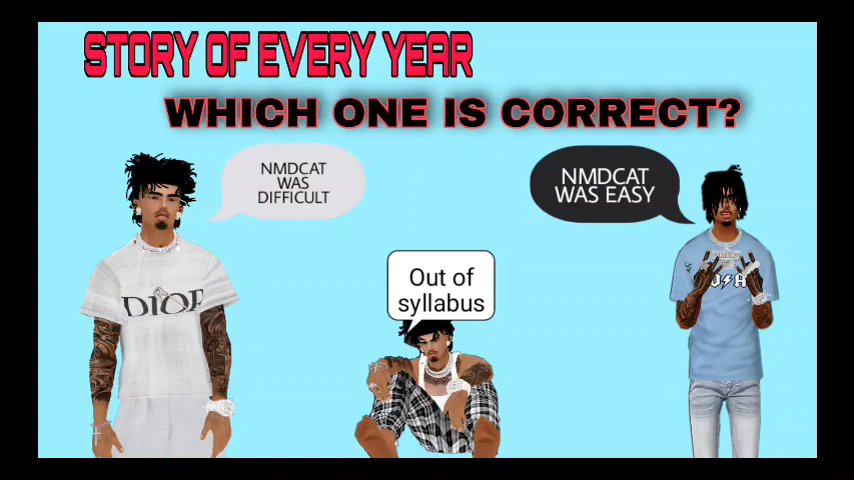 STORY OF EVERY YEAR
WHICH ONE IS CORRECT?
NMDCAT
WAS
DIFFICULT
NMDCAT
WAS EASY
Out of
syllabus
DIOR